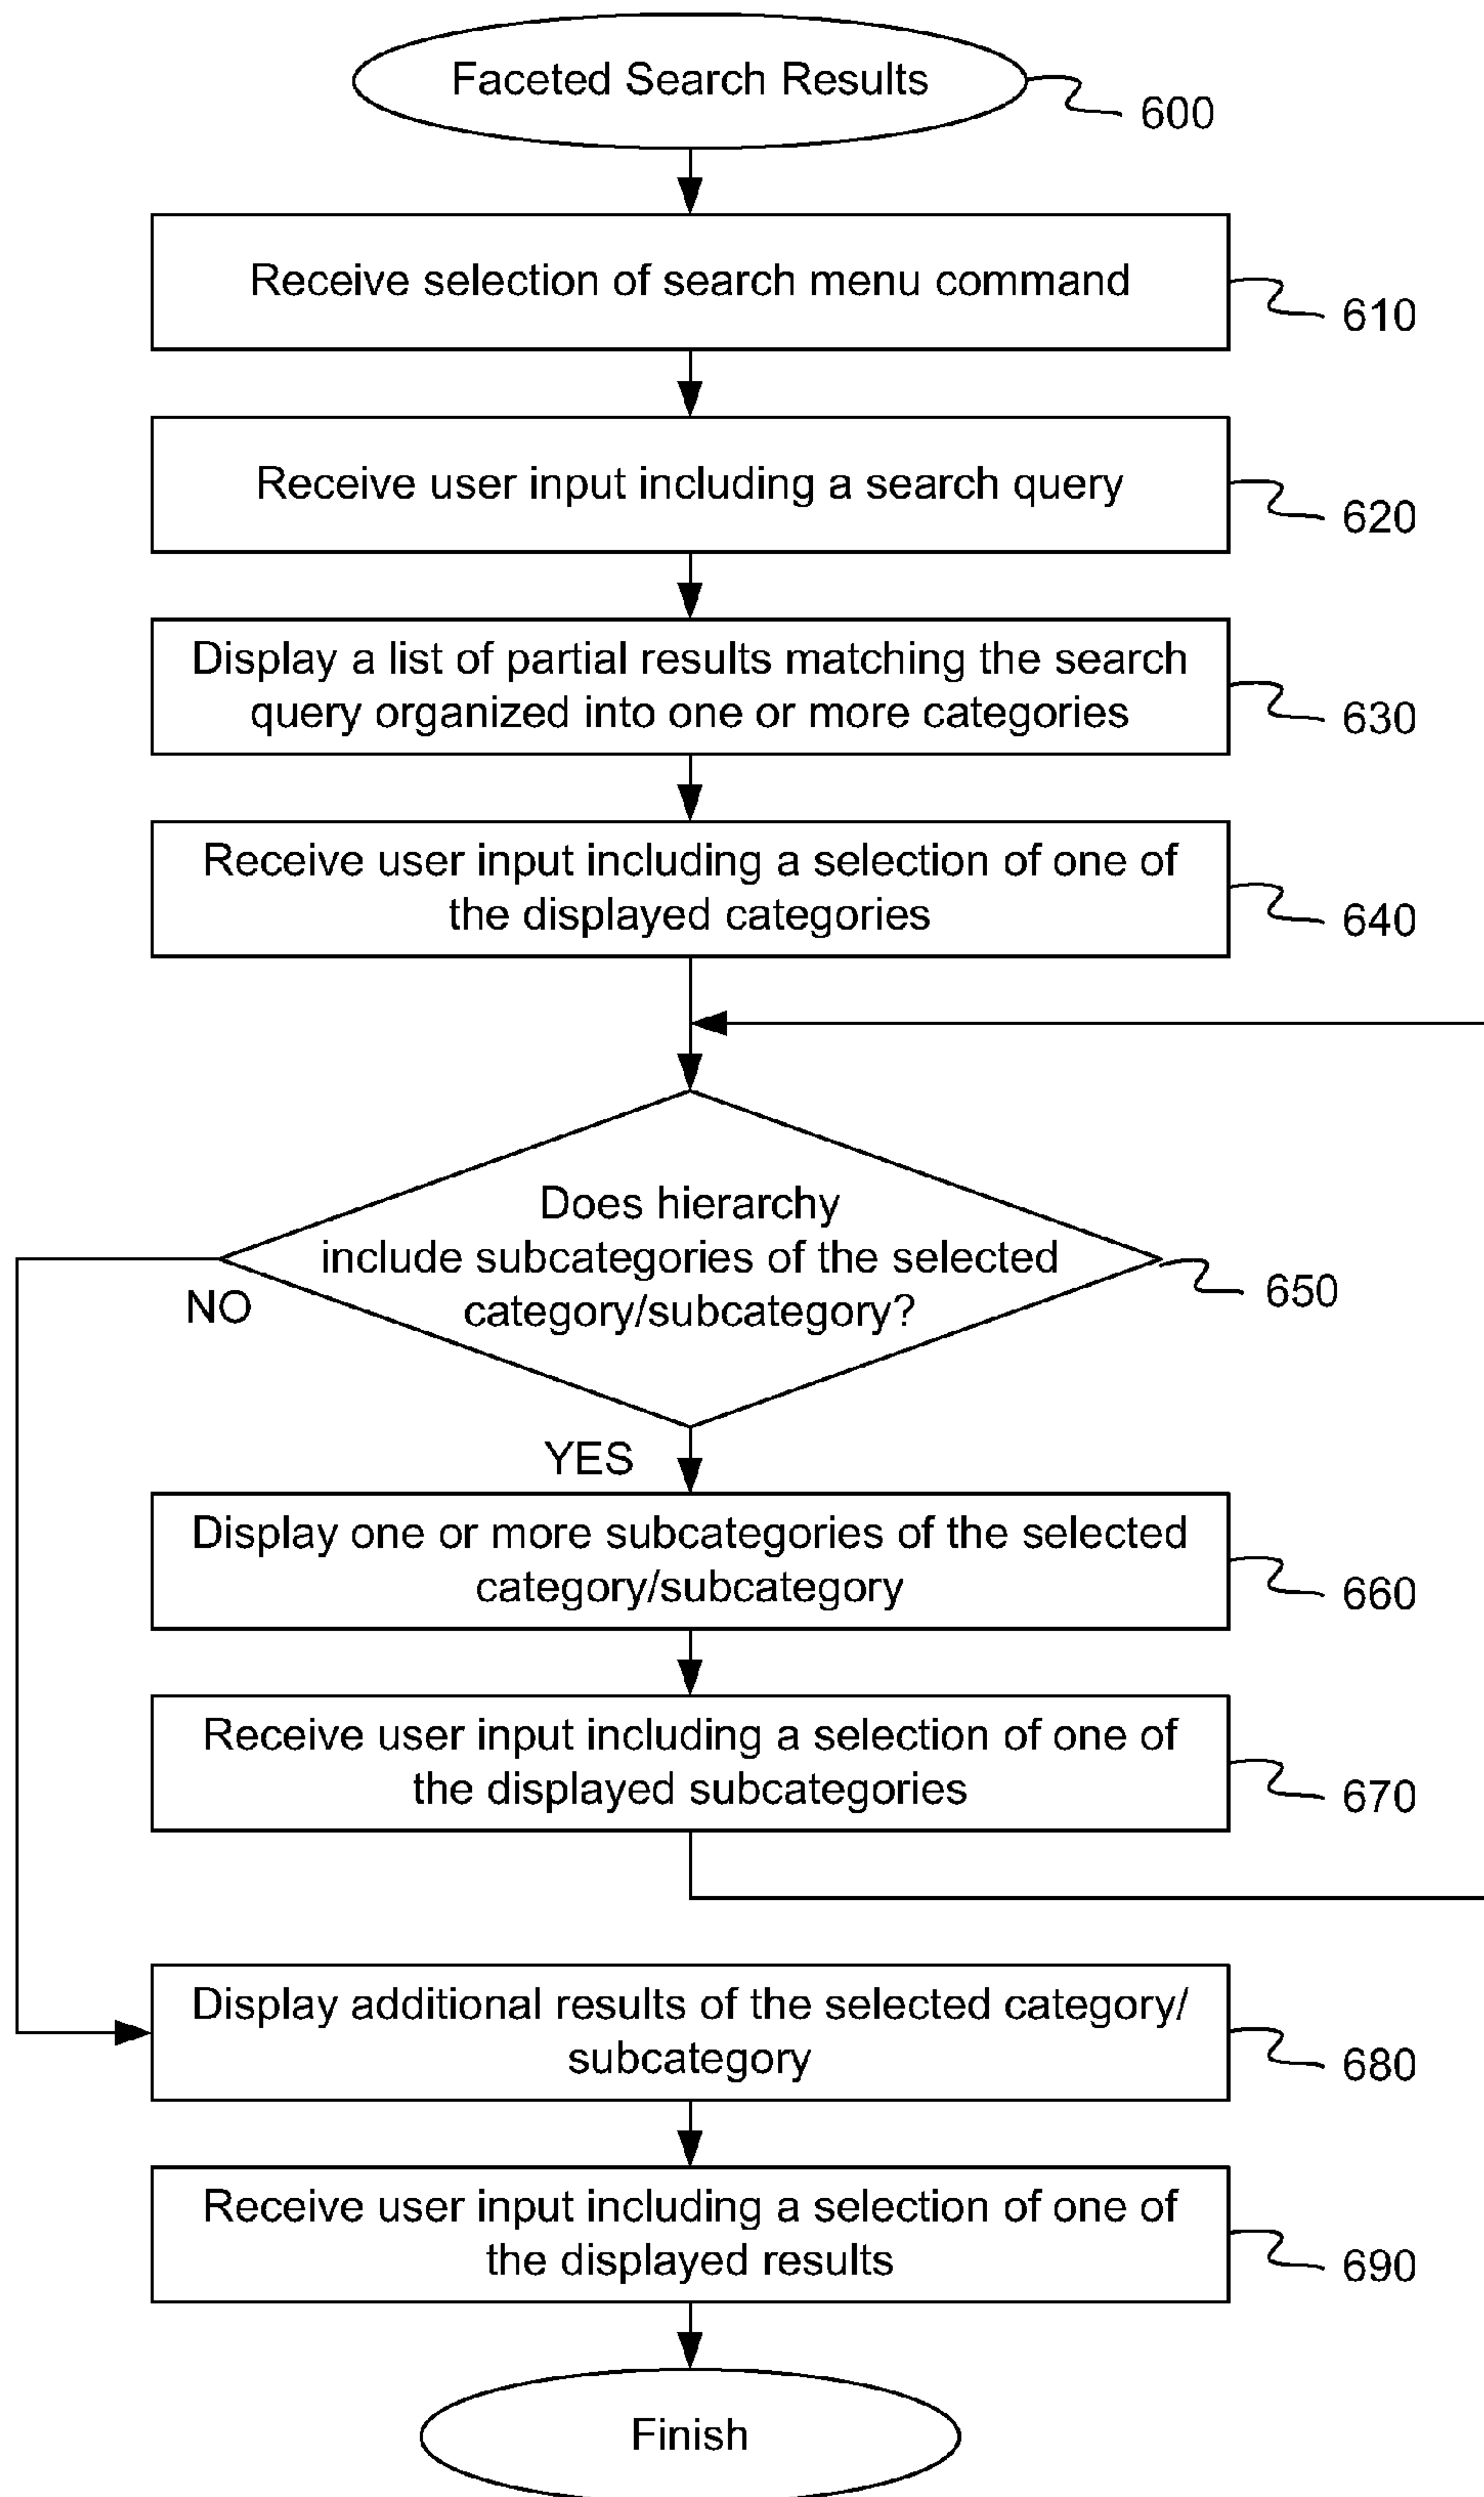 Faceted Search Results
600
Receive selection of search menu command
610
Receive user input including a search query
620
Display a list of partial results matching the search
query organized into one or more categories
630
Receive user input including a selection of one of
the displayed categories
640
Does hierarchy
include subcategories of the selected
category/subcategory?
650
NO
YES
Display one or more subcategories of the selected
category/subcategory
660
Receive user input including a selection of one of
the displayed subcategories
670
Display additional results of the selected category/
subcategory
680
Receive user input including a selection of one of
the displayed results
690
Finish